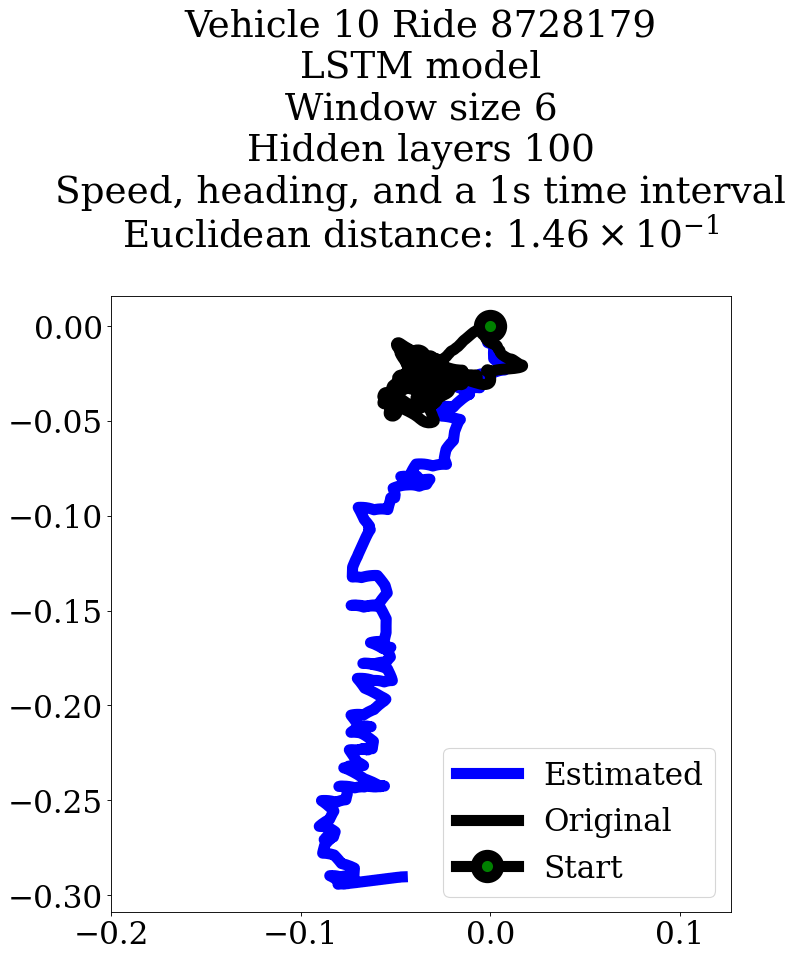 Vehicle 10 Ride 8728179
LSTM model
Window size 6
Hidden layers 100
Speed, heading, and a 1s time interval
Euclidean distance: 1.46 × 10⁻¹
0.00
−0.05
−0.10
−0.15
−0.20
−0.25
−0.30
−0.2
−0.1
0.0
0.1
Estimated
Original
Start